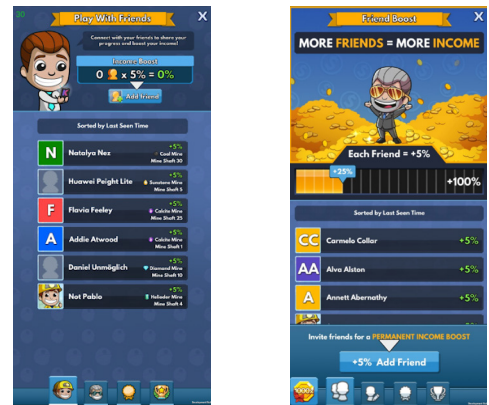 30
Play With Friends
X
Connect with your friends to share your
progress and boost your income!
Income Boost
0 x 5% = 0%
Add friend
Sorted by Last Seen Time
N
Natalya Nez
+5%
Coal Mine
Mine Shaft 30
Huawei Peight Lite
+5%
Sunstone Mine
Mine Shaft 5
F
Flavia Feeley
+5%
Calcite Mine
Mine Shaft 25
A
Addie Atwood
+5%
Calcite Mine
Mine Shaft 1
Daniel Unmöglich
+5%
Diamond Mine
Mine Shaft 10
Not Pablo
+5%
Heliodor Mine
Mine Shaft 4
Friend Boost
X
MORE FRIENDS = MORE INCOME
Each Friend = +5%
+25%
+100%
Sorted by Last Seen Time
CC
Carmelo Collar
+5%
AA
Alva Alston
+5%
A
Annett Abernathy
+5%
Invite friends for a PERMANENT INCOME BOOST
+5% Add Friend